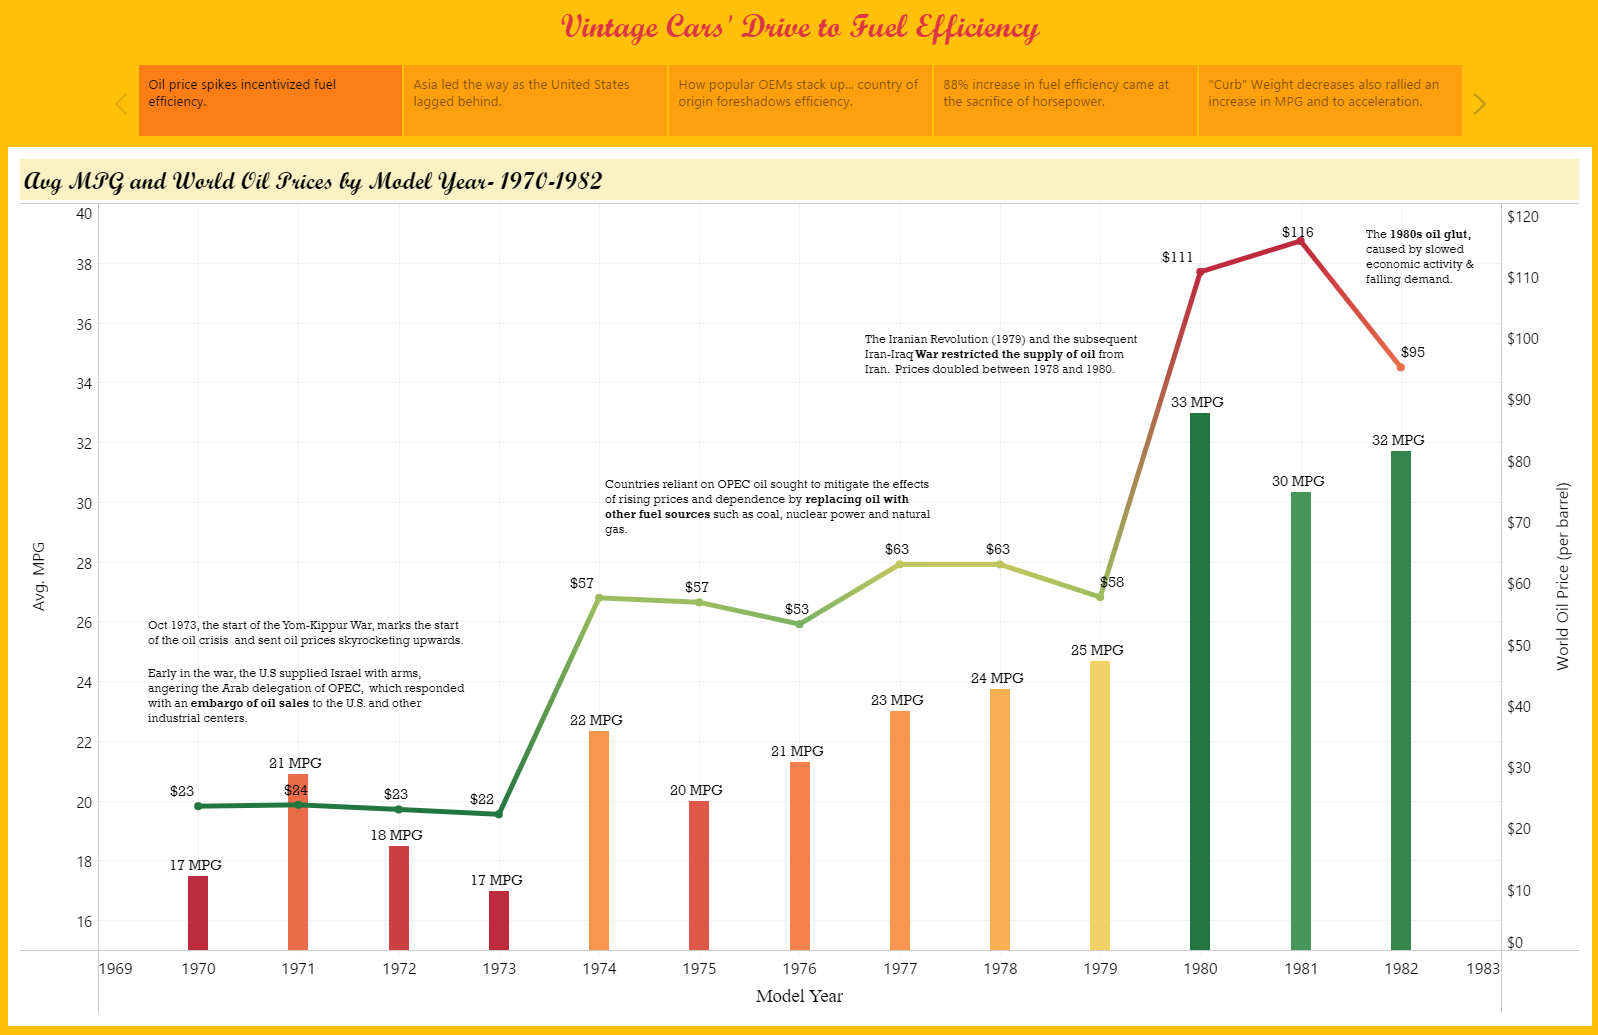 Vintage Cars' Drive to Fuel Efficiency
Oil price spikes incentivized fuel
efficiency.
Asia led the way as the United States
lagged behind.
How popular OEMs stack up... country of
origin foreshadows efficiency.
88% increase in fuel efficiency came at
the sacrifice of horsepower.
"Curb" Weight decreases also rallied an
increase in MPG and to acceleration.
Avg MPG and World Oil Prices by Model Year- 1970-1982
40
38
36
34
32
30
28
26
24
22
20
18
16
Avg. MPG
$120
$110
$100
$90
$80
$70
$60
$50
$40
$30
$20
$10
$0
World Oil Price (per barrel)
The 1980s oil glut,
caused by slowed
economic activity &
falling demand.
The Iranian Revolution (1979) and the subsequent
Iran-Iraq War restricted the supply of oil from
Iran. Prices doubled between 1978 and 1980.
Countries reliant on OPEC oil sought to mitigate the effects
of rising prices and dependence by replacing oil with
other fuel sources such as coal, nuclear power and natural
gas.
Oct 1973, the start of the Yom-Kippur War, marks the start
of the oil crisis and sent oil prices skyrocketing upwards.
Early in the war, the U.S supplied Israel with arms,
angering the Arab delegation of OPEC, which responded
with an embargo of oil sales to the U.S. and other
industrial centers.
$23
$24
$23
$22
$57
$57
$53
$63
$63
$58
$111
$116
$95
17 MPG
21 MPG
18 MPG
17 MPG
22 MPG
20 MPG
21 MPG
23 MPG
24 MPG
25 MPG
33 MPG
30 MPG
32 MPG
1969
1970
1971
1972
1973
1974
1975
1976
1977
1978
1979
1980
1981
1982
1983
Model Year